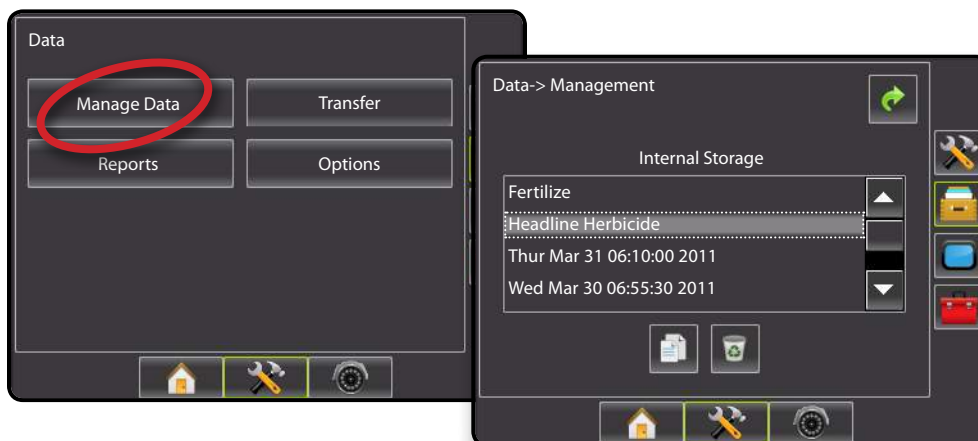 Data
Manage Data
Transfer
Reports
Options
Data-> Management
Internal Storage
Fertilize
Headline Herbicide
Thur Mar 31 06:10:00 2011
Wed Mar 30 06:55:30 2011